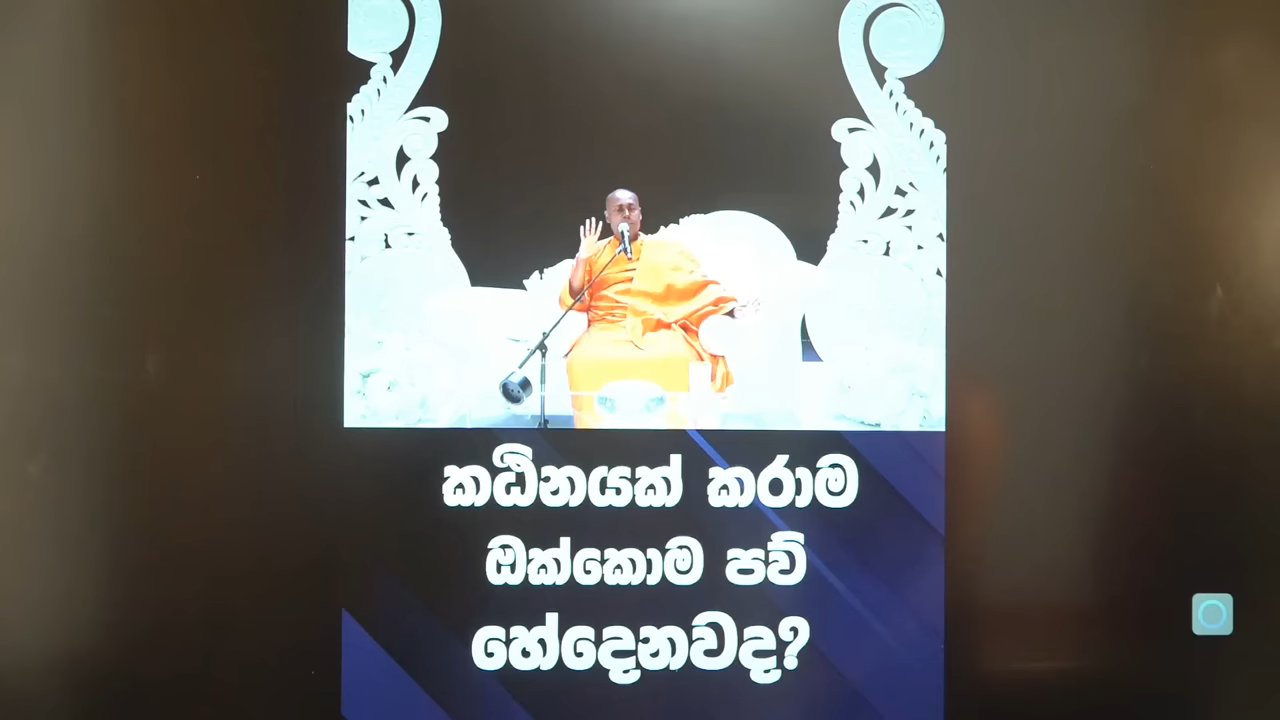 කඨිනයක් කරාම
ඔක්කොම පව්
හේදෙනවද?